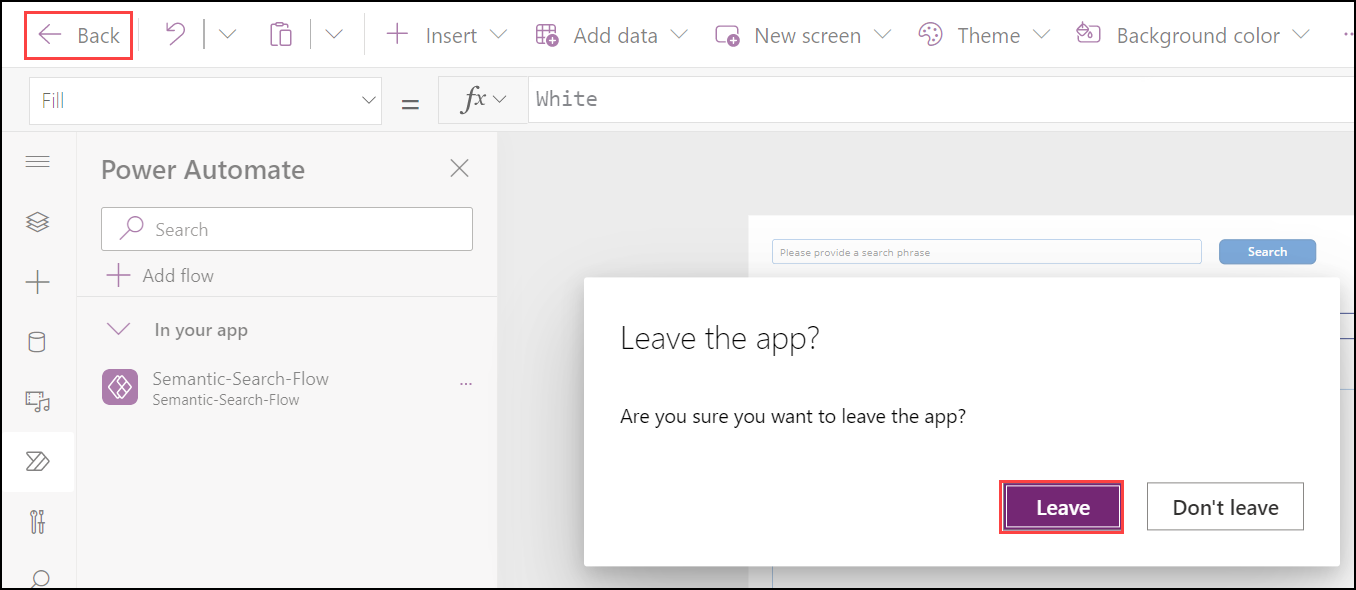 Back
Insert
Add data
New screen
Theme
Background color
Fill
=
fx
White
Power Automate
Search
Add flow
In your app
Semantic-Search-Flow
Semantic-Search-Flow
...
Please provide a search phrase
Search
Leave the app?
Are you sure you want to leave the app?
Leave
Don't leave